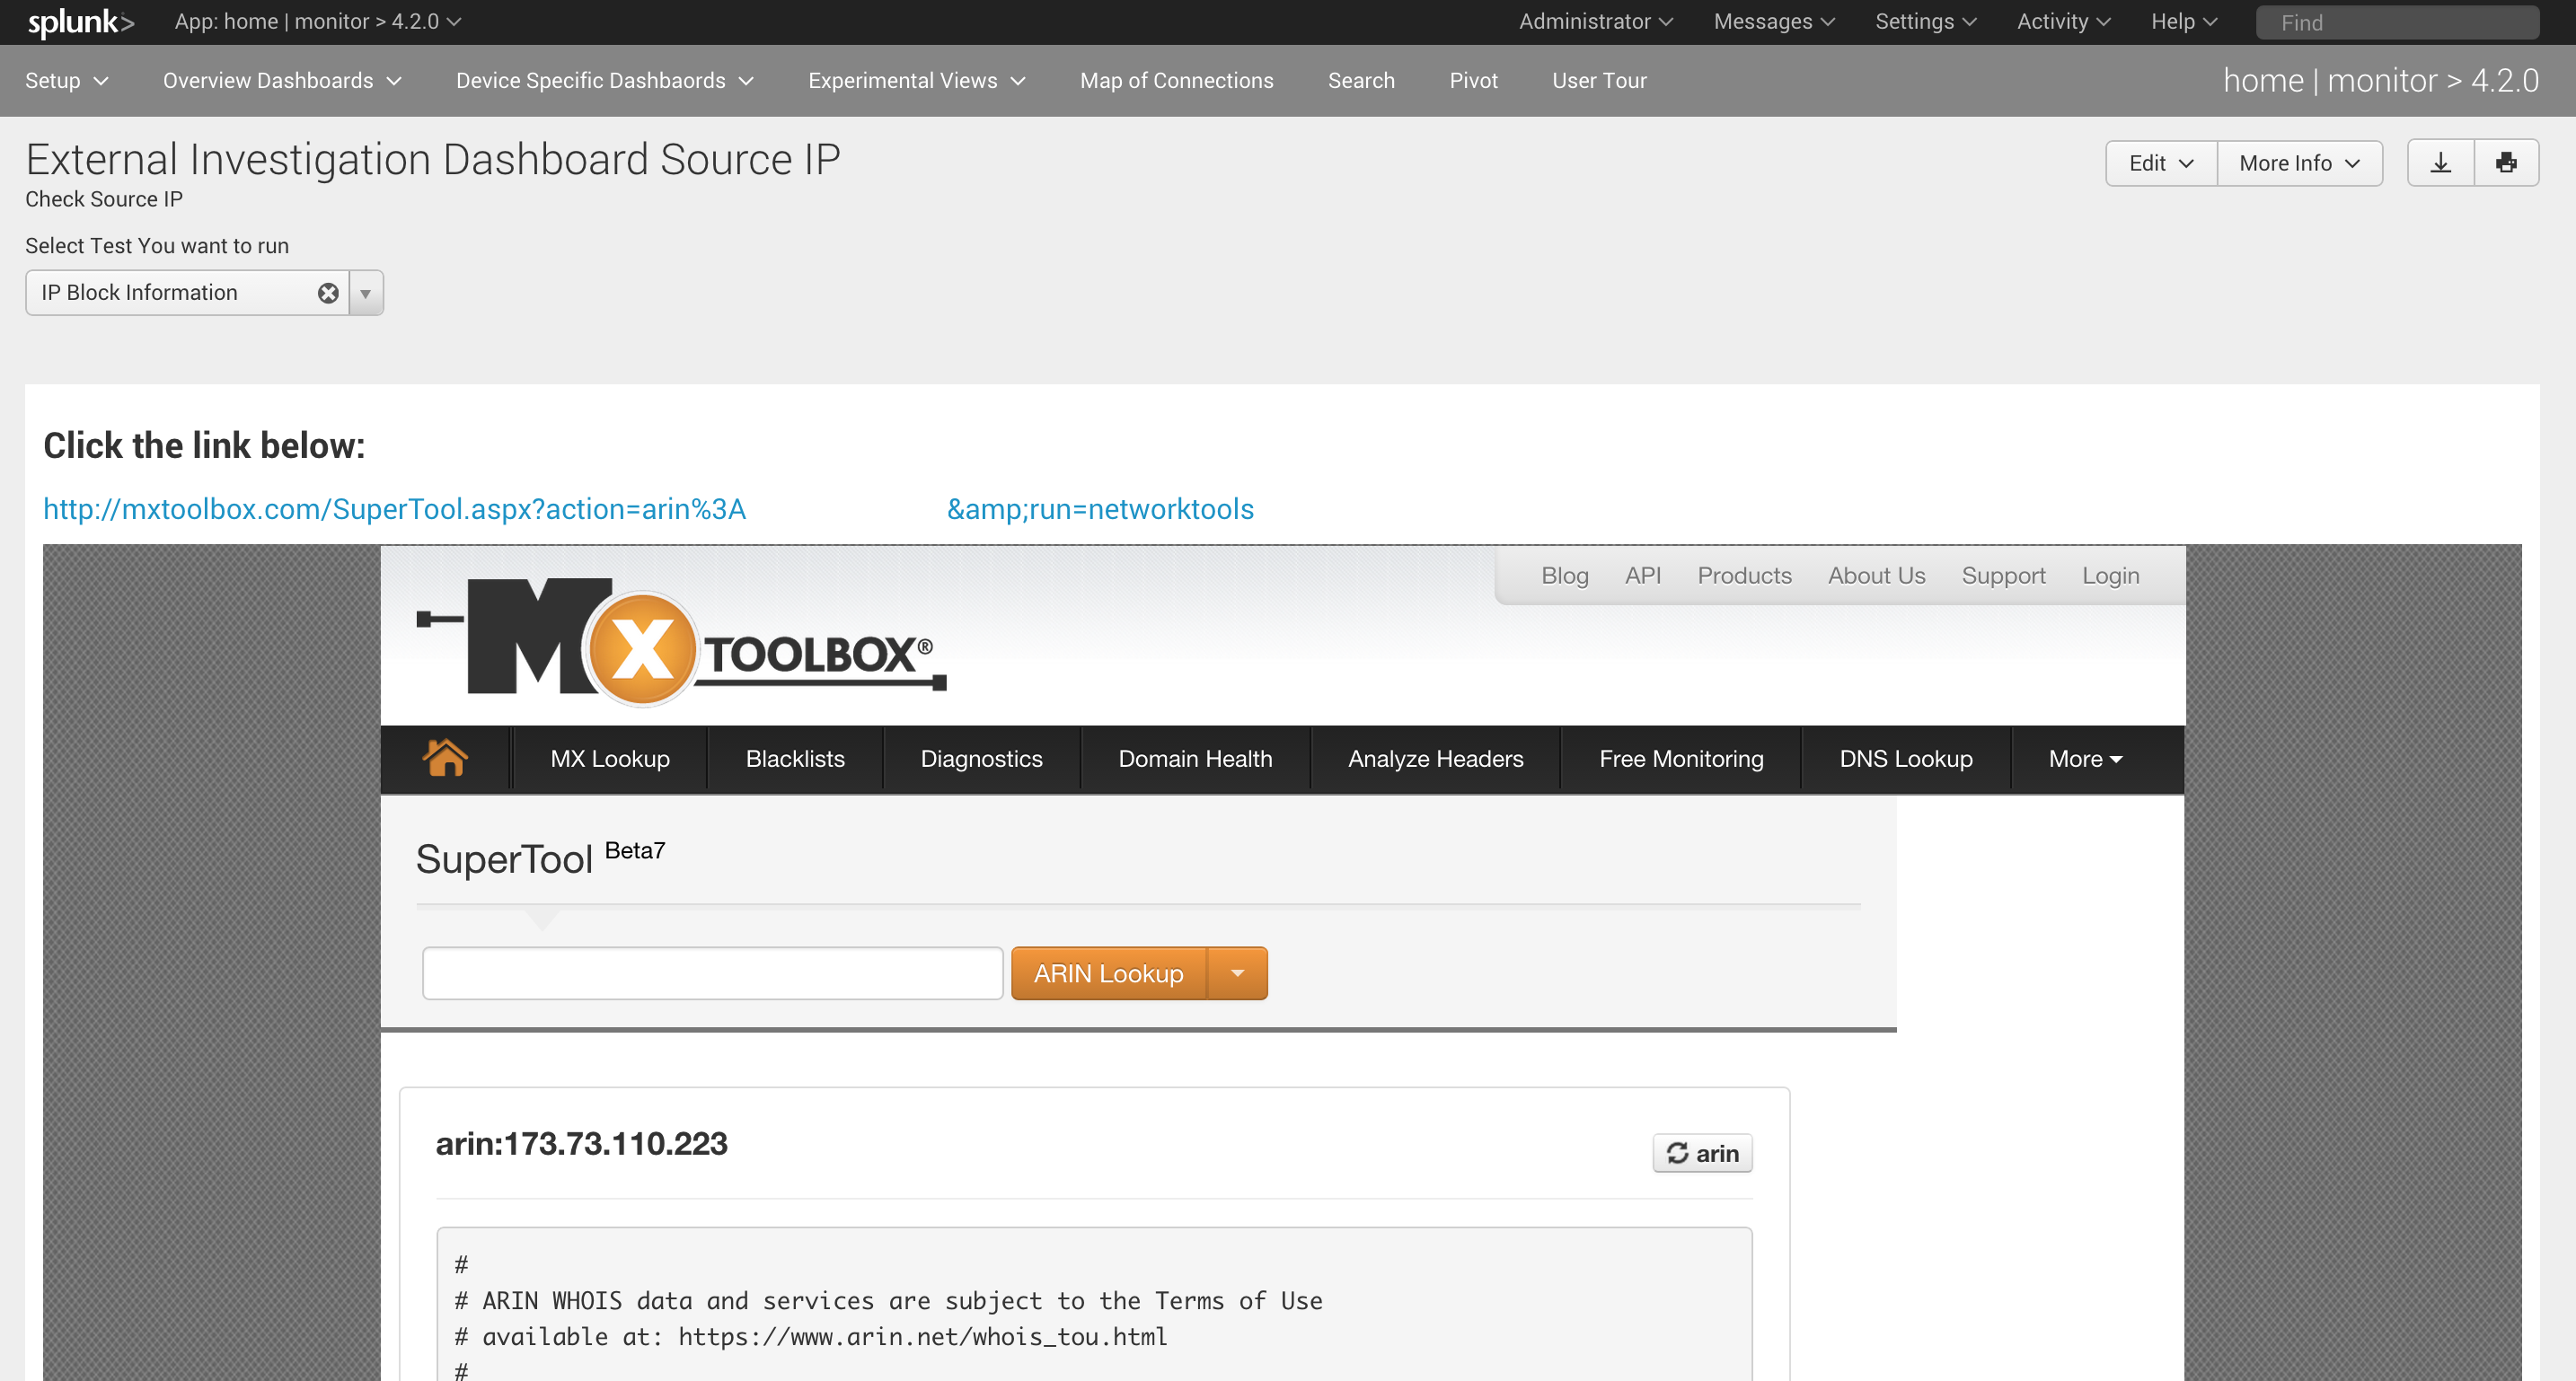 splunk> App: home | monitor > 4.2.0 Administrator Messages Settings Activity Help Find
Setup Overview Dashboards Device Specific Dashbaords Experimental Views Map of Connections Search Pivot User Tour home | monitor > 4.2.0
External Investigation Dashboard Source IP
Edit More Info
Check Source IP
Select Test You want to run
IP Block Information
Click the link below:
http://mxtoolbox.com/SuperTool.aspx?action=arin%3A &amp;run=networktools
Blog API Products About Us Support Login
MX TOOLBOX®
MX Lookup Blacklists Diagnostics Domain Health Analyze Headers Free Monitoring DNS Lookup More
SuperTool Beta7
ARIN Lookup
arin:173.73.110.223
arin
#
# ARIN WHOIS data and services are subject to the Terms of Use
# available at: https://www.arin.net/whois_tou.html
#